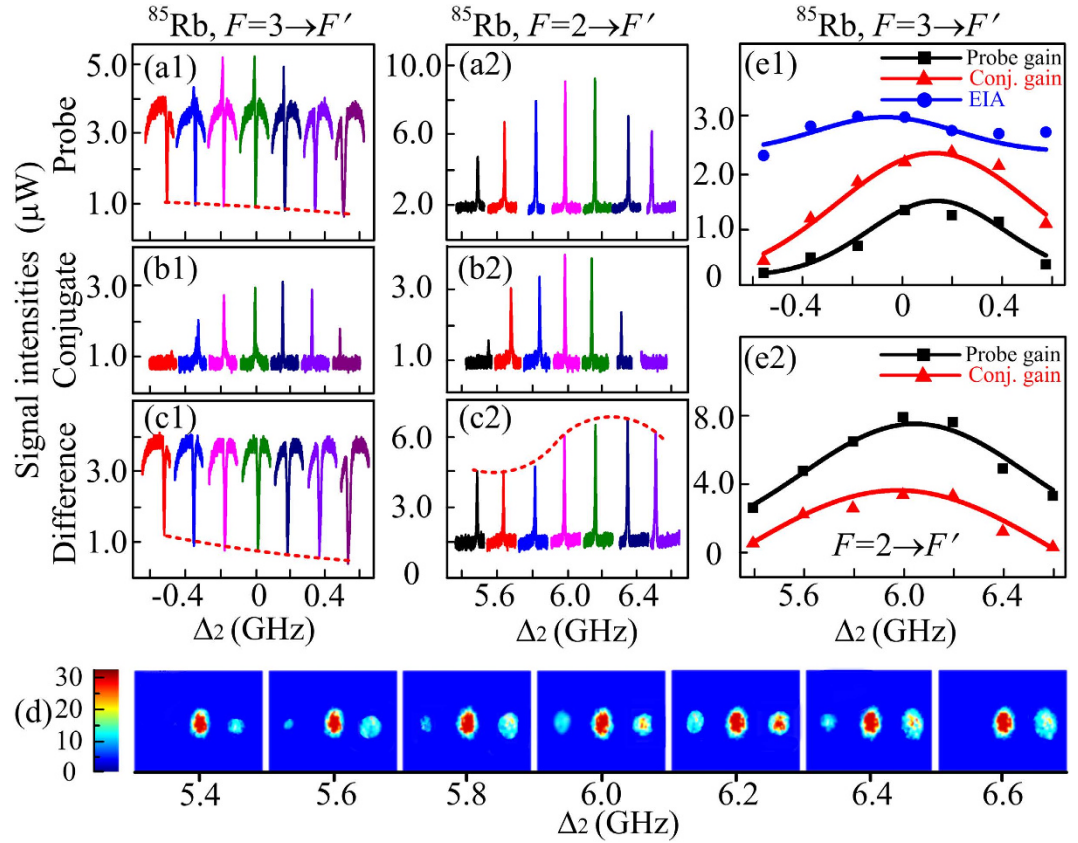 ⁸⁵Rb, F=3→F′
⁸⁵Rb, F=2→F′
⁸⁵Rb, F=3→F′
Signal intensities (μW)
Probe
5.0
3.0
1.0
(a1)
10.0
6.0
2.0
(a2)
(e1)
Probe gain
Conj. gain
EIA
3.0
2.0
1.0
0
-0.4
0
0.4
Conjugate
3.0
1.0
(b1)
3.0
1.0
(b2)
Difference
3.0
1.0
(c1)
6.0
3.0
0
(c2)
(e2)
Probe gain
Conj. gain
8.0
4.0
0
F=2→F′
-0.4 0 0.4
5.6 6.0 6.4
5.6 6.0 6.4
Δ₂ (GHz)
Δ₂ (GHz)
Δ₂ (GHz)
(d)
30
20
10
0
5.4 5.6 5.8 6.0 6.2 6.4 6.6
Δ₂ (GHz)